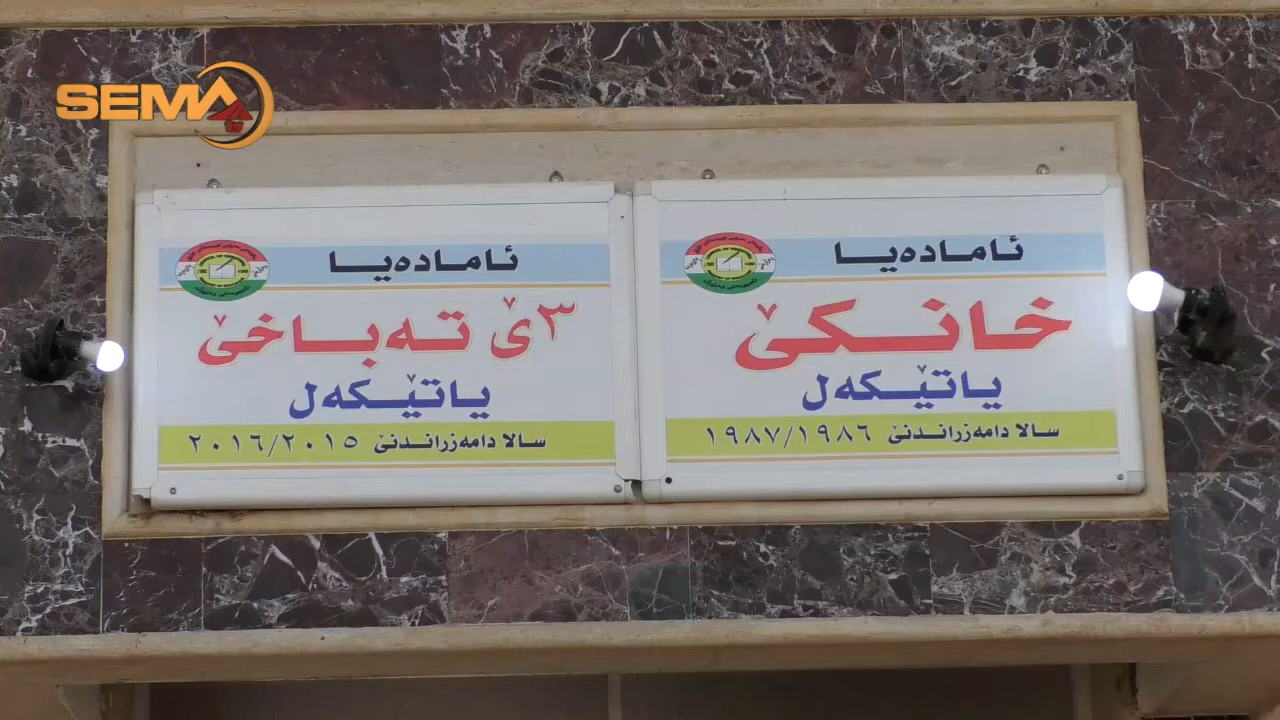 SEMA
ئامادەیا
خانکێ
یاتێکەل
سالا دامەزراندنێ ١٩٨٧/١٩٨٦
ئامادەیا
٣ێ تەباخێ
یاتێکەل
سالا دامەزراندنێ ٢٠١٦/٢٠١٥